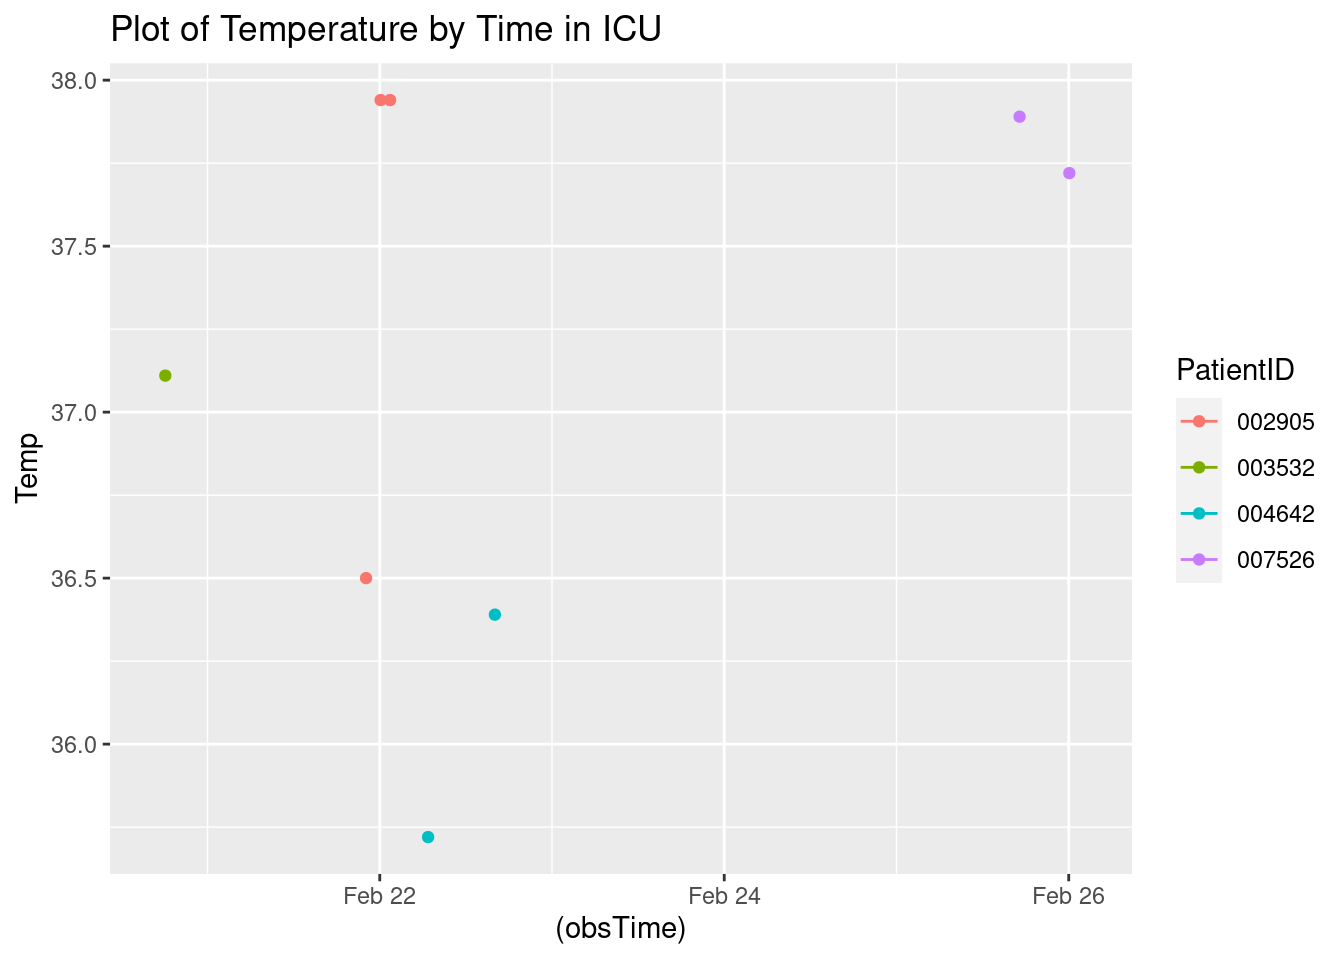 Plot of Temperature by Time in ICU
38.0
37.5
37.0
36.5
36.0
Temp
Feb 22
Feb 24
Feb 26
(obsTime)
PatientID
002905
003532
004642
007526